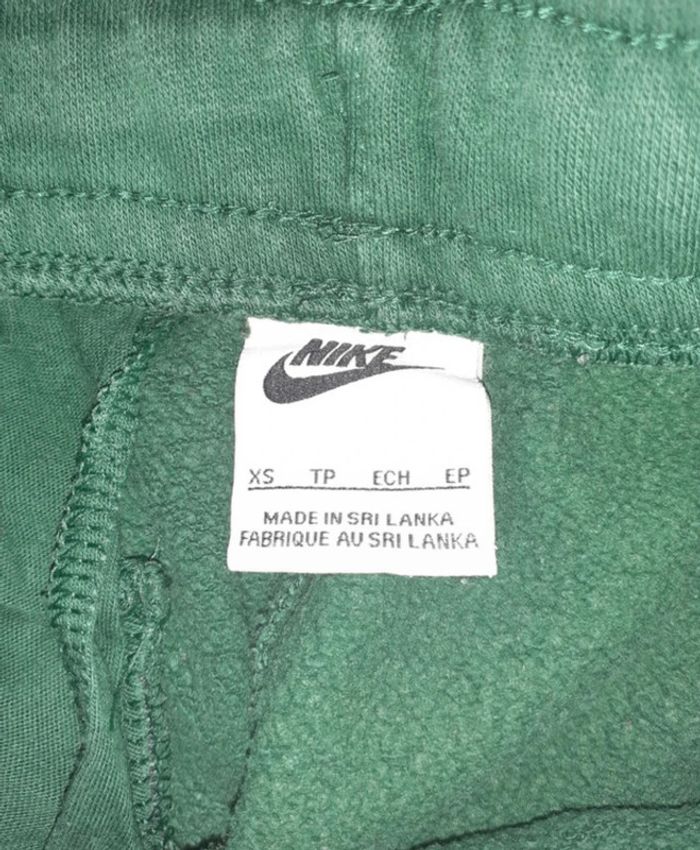 NIKE
XS TP ECH EP
MADE IN SRI LANKA
FABRIQUE AU SRI LANKA